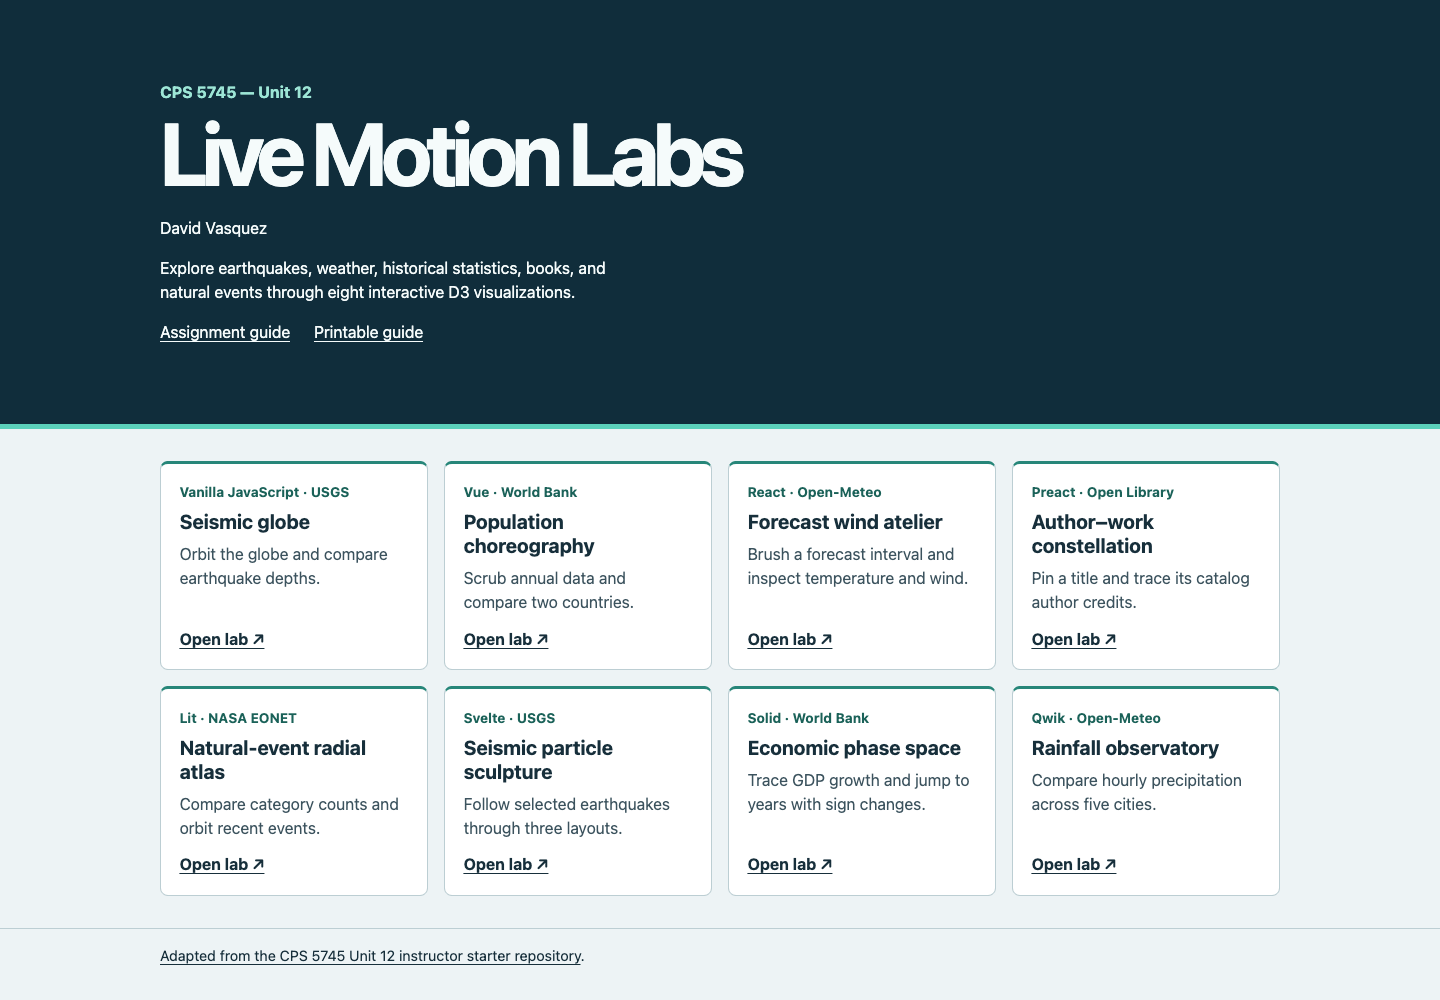 CPS 5745 — Unit 12
Live Motion Labs
David Vasquez
Explore earthquakes, weather, historical statistics, books, and
natural events through eight interactive D3 visualizations.
Assignment guide Printable guide
Vanilla JavaScript · USGS
Seismic globe
Orbit the globe and compare
earthquake depths.
Open lab ↗
Vue · World Bank
Population
choreography
Scrub annual data and
compare two countries.
Open lab ↗
React · Open-Meteo
Forecast wind atelier
Brush a forecast interval and
inspect temperature and wind.
Open lab ↗
Preact · Open Library
Author–work
constellation
Pin a title and trace its catalog
author credits.
Open lab ↗
Lit · NASA EONET
Natural-event radial
atlas
Compare category counts and
orbit recent events.
Open lab ↗
Svelte · USGS
Seismic particle
sculpture
Follow selected earthquakes
through three layouts.
Open lab ↗
Solid · World Bank
Economic phase space
Trace GDP growth and jump to
years with sign changes.
Open lab ↗
Qwik · Open-Meteo
Rainfall observatory
Compare hourly precipitation
across five cities.
Open lab ↗
Adapted from the CPS 5745 Unit 12 instructor starter repository.